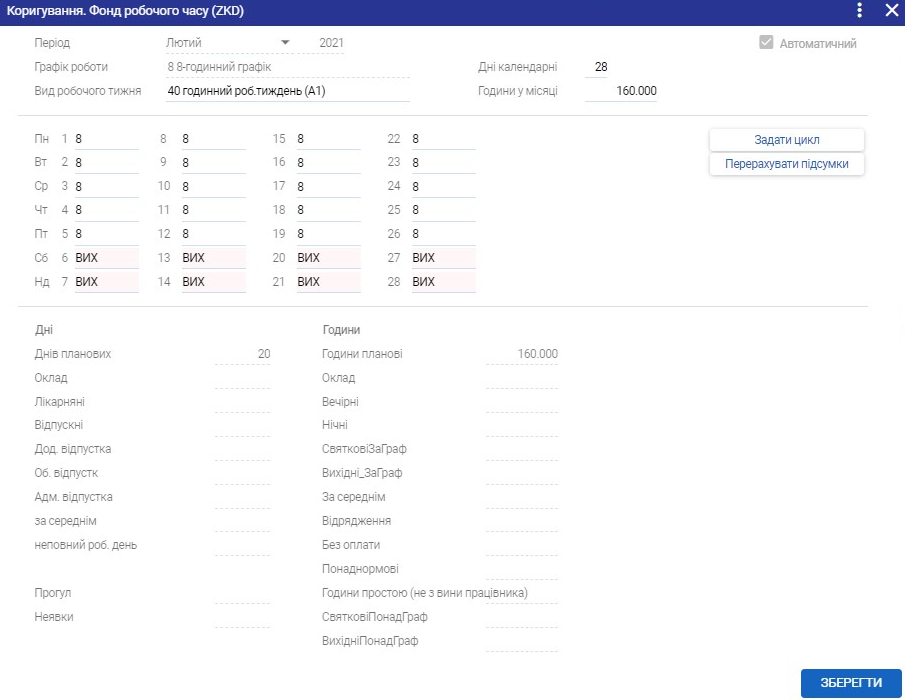 Коригування. Фонд робочого часу (ZKD)
Період Лютий 2021 Автоматичний
Графік роботи 8 8-годинний графік Дні календарні 28
Вид робочого тижня 40 годинний роб.тиждень (А1) Години у місяці 160.000
Пн 1 8 8 8 15 8 22 8 Задати цикл
Вт 2 8 9 8 16 8 23 8 Перерахувати підсумки
Ср 3 8 10 8 17 8 24 8
Чт 4 8 11 8 18 8 25 8
Пт 5 8 12 8 19 8 26 8
Сб 6 ВИХ 13 ВИХ 20 ВИХ 27 ВИХ
Нд 7 ВИХ 14 ВИХ 21 ВИХ 28 ВИХ
Дні Години
Днів планових 20 Години планові 160.000
Оклад Оклад
Лікарняні Вечірні
Відпускні Нічні
Дод. відпустка СвятковіЗаГраф
Об. відпустк Вихідні_ЗаГраф
Адм. відпустка За середнім
за середнім Відрядження
неповний роб. день Без оплати
Понаднормові
Прогул Години простою (не з вини працівника)
Неявки СвятковіПонадГраф
ВихідніПонадГраф
ЗБЕРЕГТИ